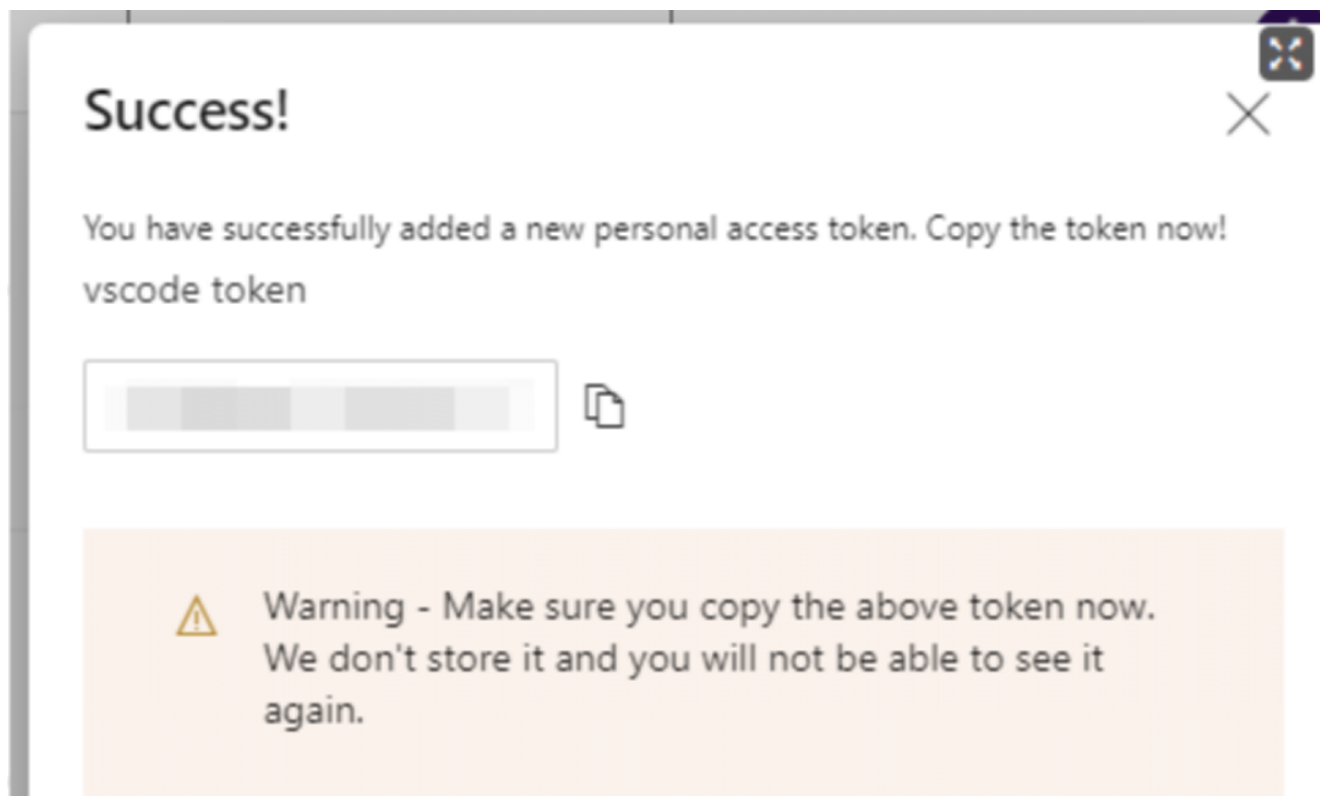 Success!
You have successfully added a new personal access token. Copy the token now!
vscode token
Warning - Make sure you copy the above token now.
We don't store it and you will not be able to see it
again.